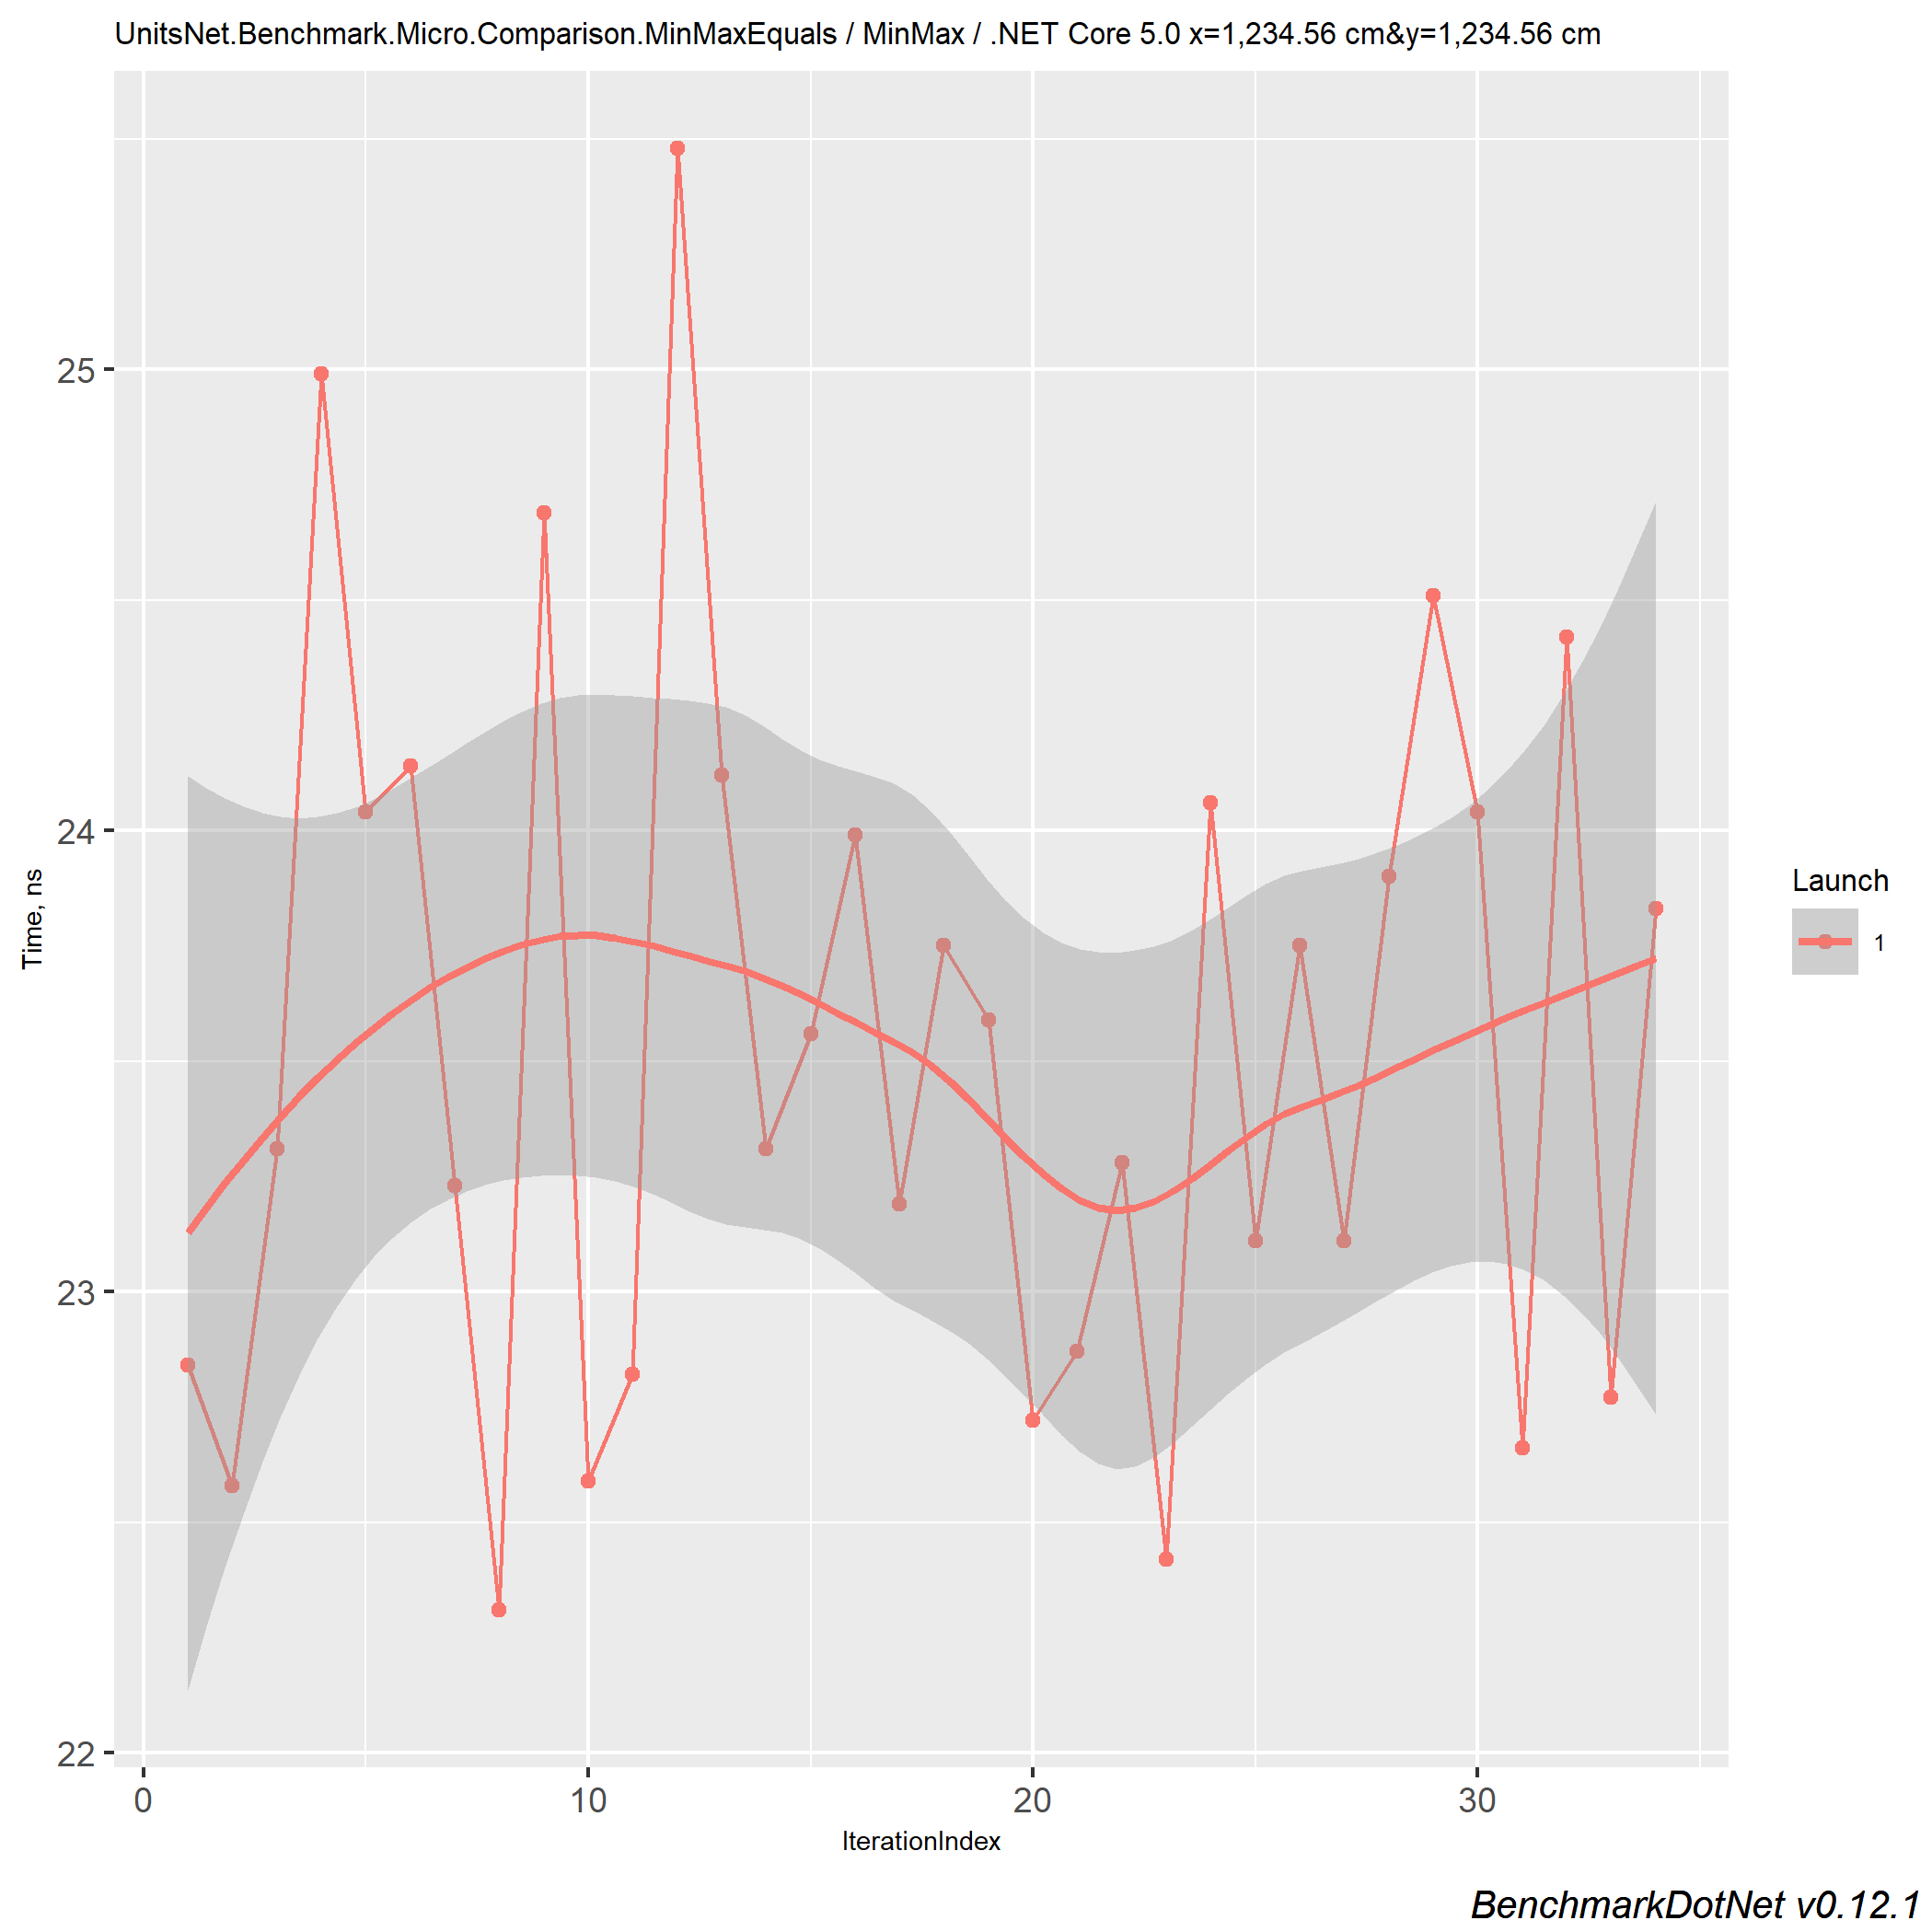 UnitsNet.Benchmark.Micro.Comparison.MinMaxEquals / MinMax / .NET Core 5.0 x=1,234.56 cm&y=1,234.56 cm
Time, ns
25
24
23
22
0 10 20 30
IterationIndex
Launch
1
BenchmarkDotNet v0.12.1